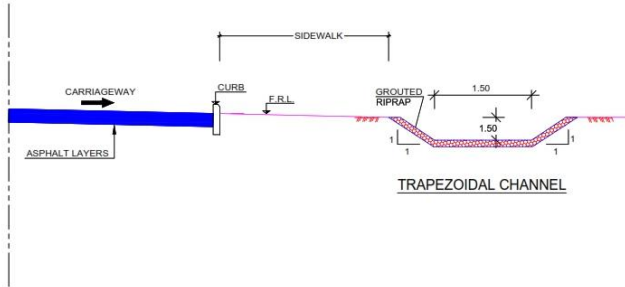 SIDEWALK
CARRIAGEWAY
CURB
F.R.L.
GROUTED
RIPRAP
1.50
1.50
ASPHALT LAYERS
1
1
1
1
TRAPEZOIDAL CHANNEL